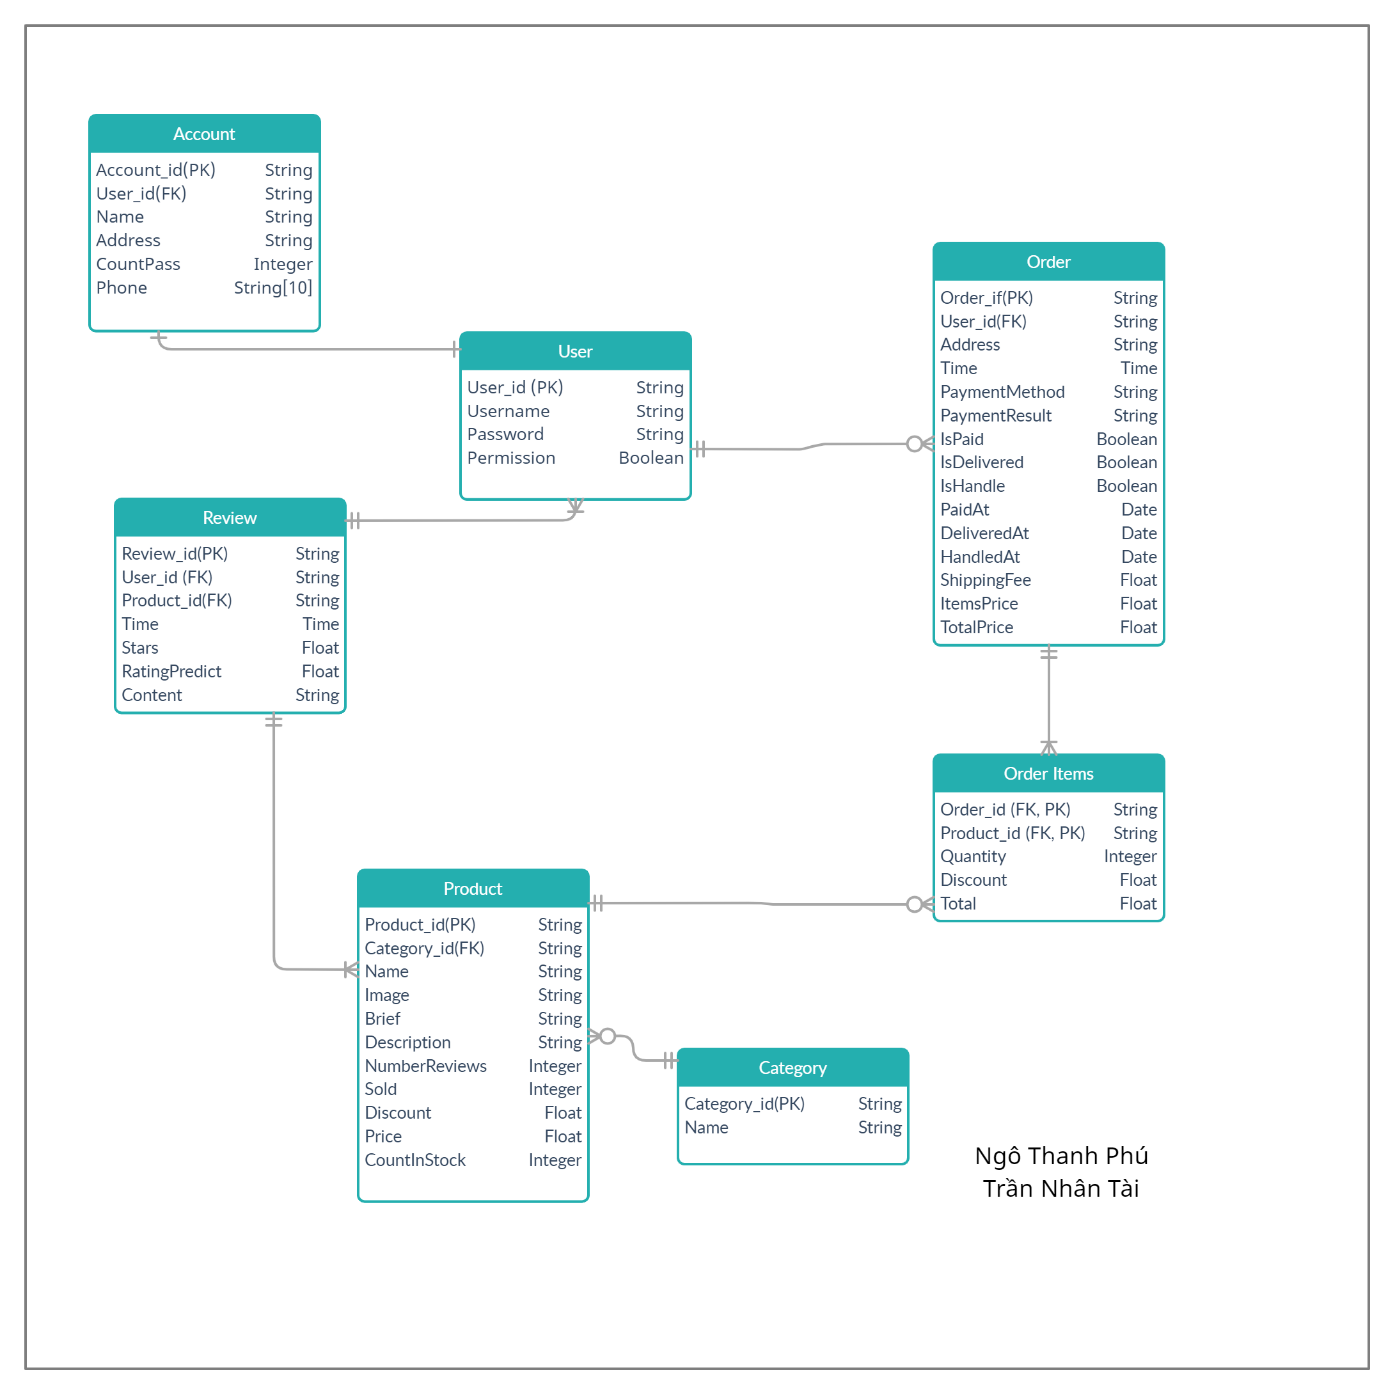 Account
Account_id(PK) String
User_id(FK) String
Name String
Address String
CountPass Integer
Phone String[10]
User
User_id (PK) String
Username String
Password String
Permission Boolean
Order
Order_if(PK) String
User_id(FK) String
Address String
Time Time
PaymentMethod String
PaymentResult String
IsPaid Boolean
IsDelivered Boolean
IsHandle Boolean
PaidAt Date
DeliveredAt Date
HandledAt Date
ShippingFee Float
ItemsPrice Float
TotalPrice Float
Review
Review_id(PK) String
User_id (FK) String
Product_id(FK) String
Time Time
Stars Float
RatingPredict Float
Content String
Order Items
Order_id (FK, PK) String
Product_id (FK, PK) String
Quantity Integer
Discount Float
Total Float
Product
Product_id(PK) String
Category_id(FK) String
Name String
Image String
Brief String
Description String
NumberReviews Integer
Sold Integer
Discount Float
Price Float
CountInStock Integer
Category
Category_id(PK) String
Name String
Ngô Thanh Phú
Trần Nhân Tài